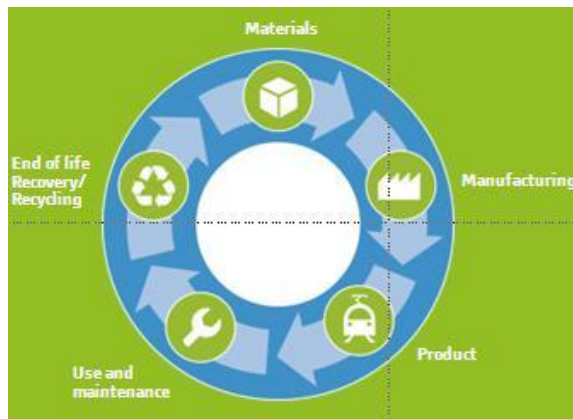 Materials
End of life
Recovery/
Recycling
Manufacturing
Product
Use and
maintenance